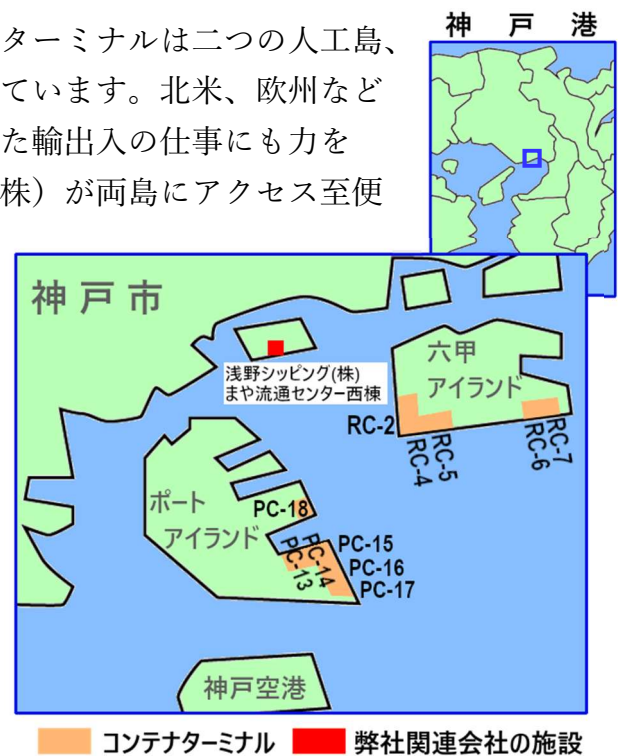 神戸港
ターミナルは二つの人工島、
ています。北米、欧州など
た輸出入の仕事にも力を
株）が両島にアクセス至便
神戸市
浅野シッピング(株)
まや流通センター西棟
六甲
アイランド
RC-2
RC-4
RC-5
RC-6
RC-7
ポート
アイランド
PC-18
PC-13
PC-14
PC-15
PC-16
PC-17
神戸空港
コンテナターミナル
弊社関連会社の施設